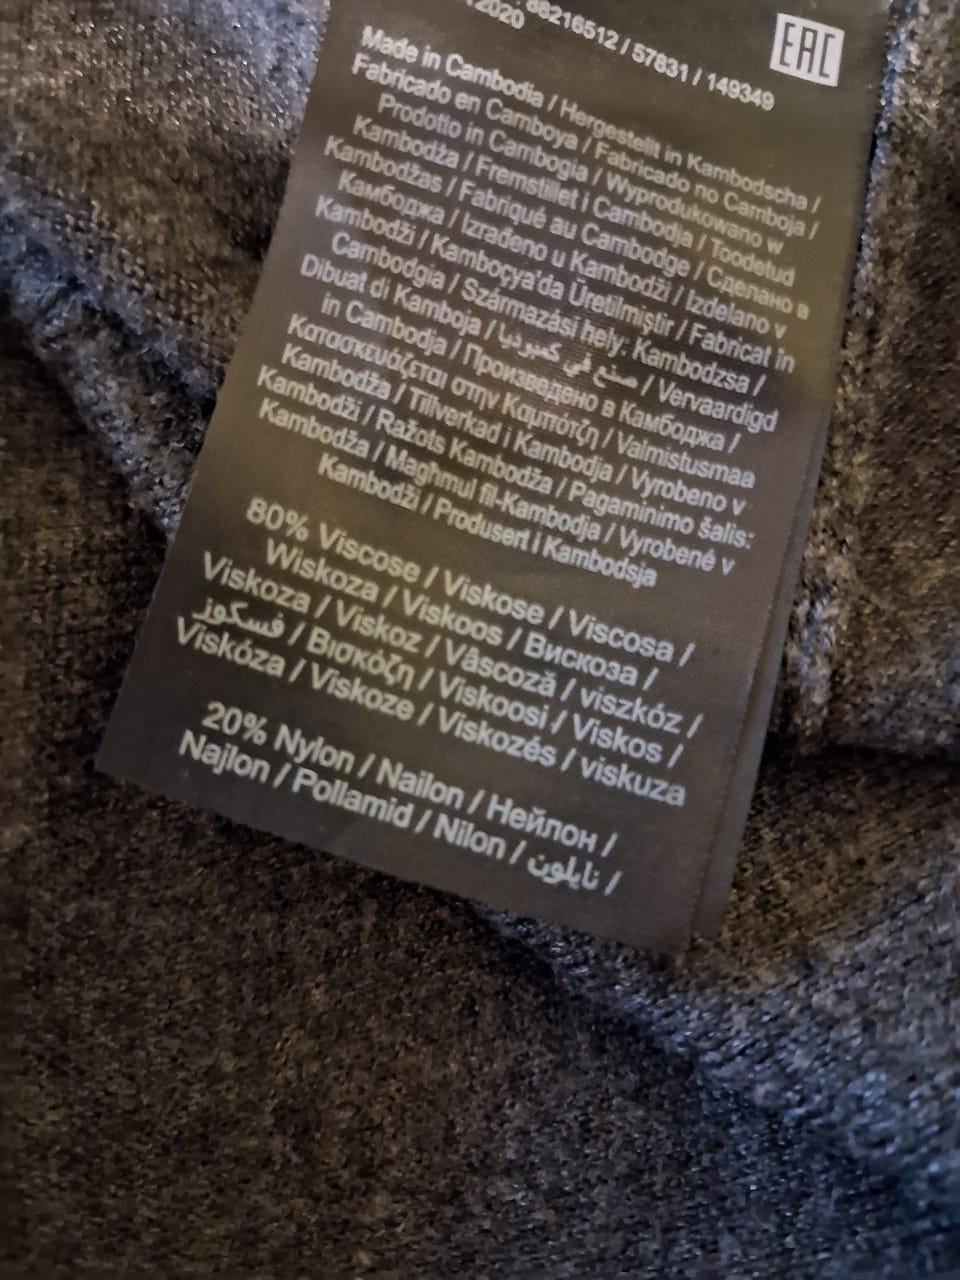 2020
88216512 / 57831 / 149349
EAC
Made in Cambodia / Hergestellt in Kambodscha /
Fabricado en Camboya / Fabricado no Camboja /
Prodotto in Cambogia / Wyprodukowano w
Kambodża / Fremstillet i Cambodja / Toodetud
Kambodžas / Fabriqué au Cambodge / Сделано в
Камбоджа / Izrađeno u Kambodži / Izdelano v
Kambodži / Kamboçya'da Üretilmiştir / Fabricat în
Cambodgia / Származási hely: Kambodzsa /
Dibuat di Kamboja / صنع في كمبوديا / Vervaardigd
in Cambodja / Произведено в Камбоджа /
Κατασκευάζεται στην Καμπότζη / Valmistusmaa
Kambodža / Tillverkad i Kambodja / Vyrobeno v
Kambodži / Ražots Kambodža / Pagaminimo šalis:
Kambodža / Magħmul fil-Kambodja / Vyrobené v
Kambodži / Produsert i Kambodsja
80% Viscose / Viskose / Viscosa /
Wiskoza / Viskoos / Вискоза /
Viskoza / Viskoz / Vâscoză / viszkóz /
فسكوز / Βισκόζη / Viskoosi / Viskos /
Viskóza / Viskoze / Viskozés / viskuza
20% Nylon / Nailon / Нейлон /
Najlon / Poliamid / Nilon / نايلون /